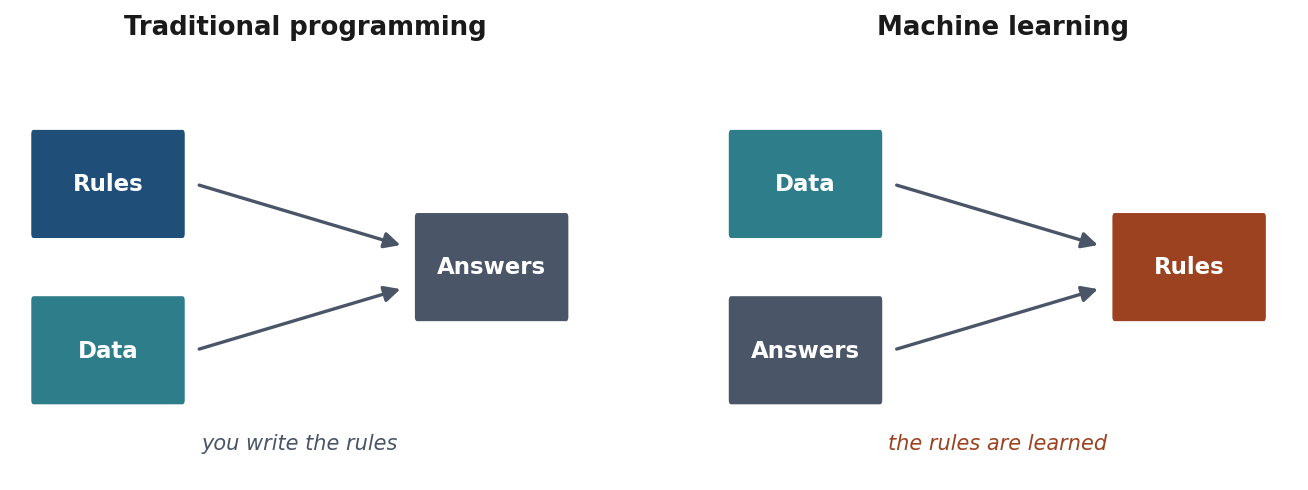 Traditional programming
Rules
Data
Answers
you write the rules
Machine learning
Data
Answers
Rules
the rules are learned